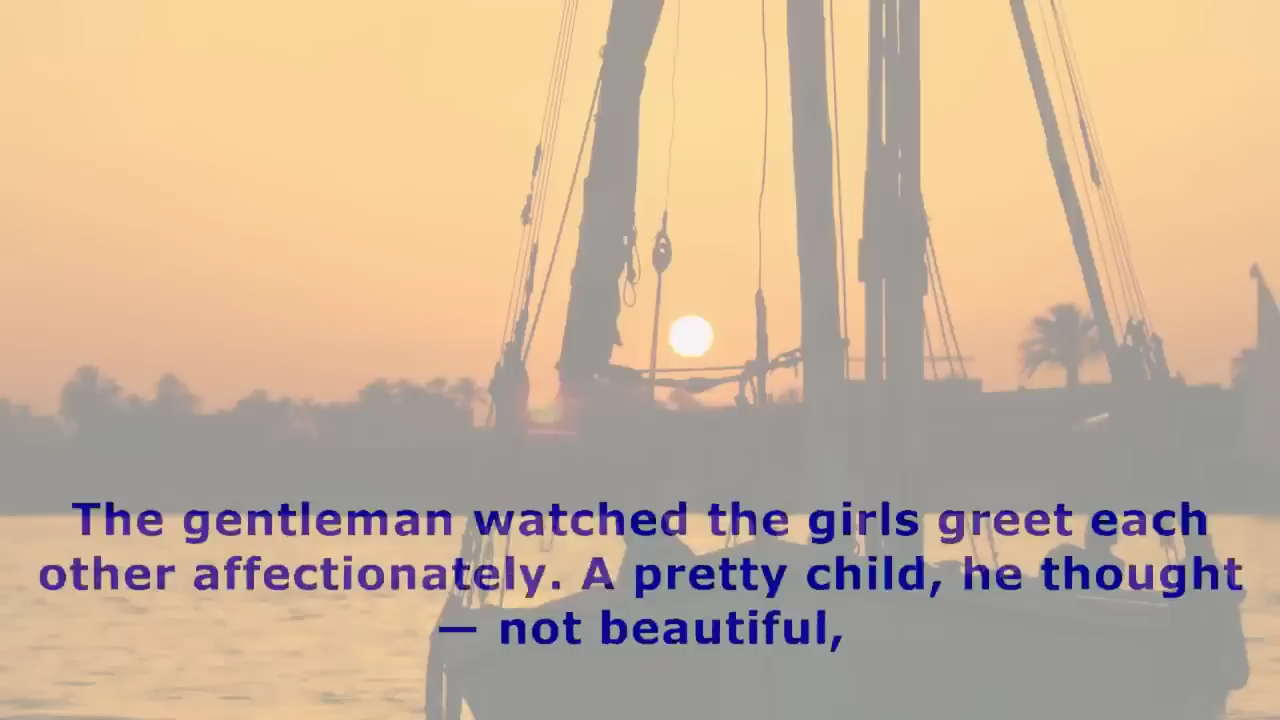 The gentleman watched the girls greet each
other affectionately. A pretty child, he thought
— not beautiful,